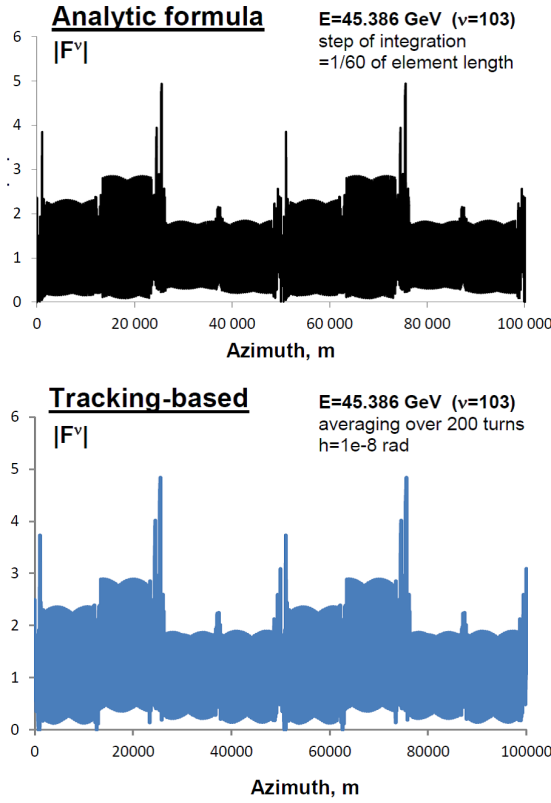 Analytic formula
E=45.386 GeV (ν=103)
step of integration
=1/60 of element length
|Fᵛ|
6
5
4
3
2
1
0
0 20 000 40 000 60 000 80 000 100 000
Azimuth, m
Tracking-based
E=45.386 GeV (ν=103)
averaging over 200 turns
h=1e-8 rad
|Fᵛ|
6
5
4
3
2
1
0
0 20000 40000 60000 80000 100000
Azimuth, m